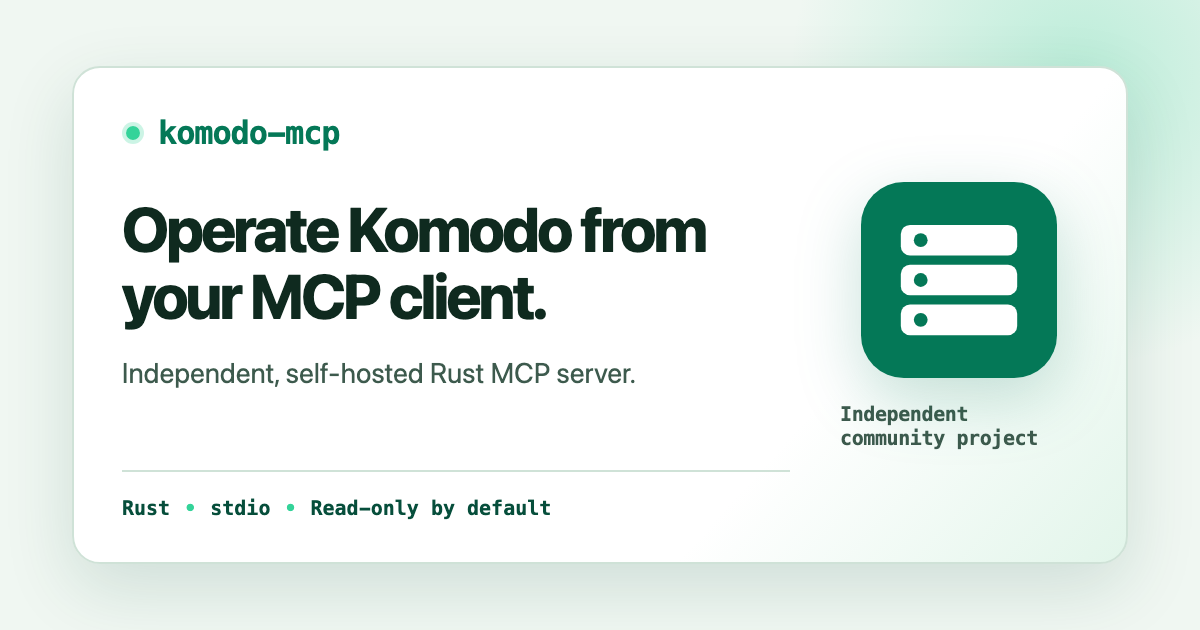 komodo-mcp
Operate Komodo from
your MCP client.
Independent, self-hosted Rust MCP server.
Independent
community project
Rust • stdio • Read-only by default